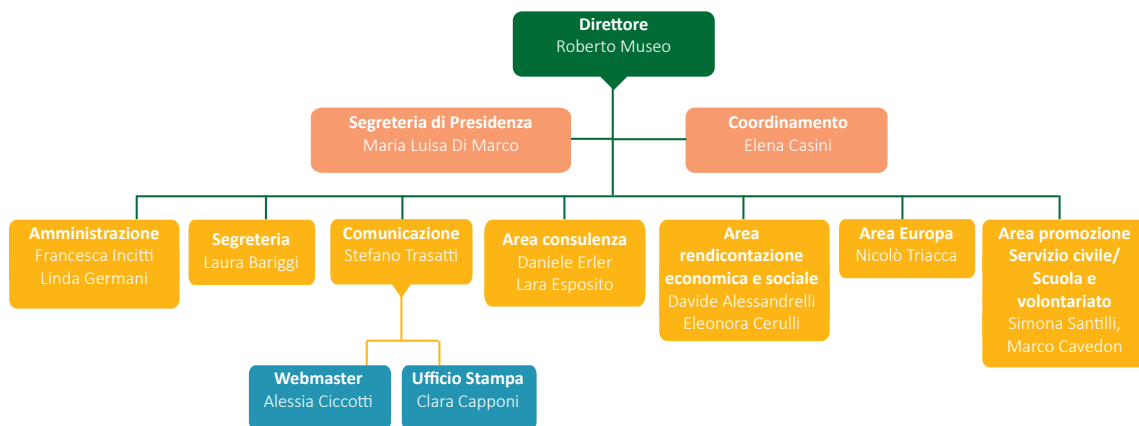 Direttore
Roberto Museo
Segreteria di Presidenza
Maria Luisa Di Marco
Coordinamento
Elena Casini
Amministrazione
Francesca Incitti
Linda Germani
Segreteria
Laura Bariggi
Comunicazione
Stefano Trasatti
Area consulenza
Daniele Erler
Lara Esposito
Area
rendicontazione
economica e sociale
Davide Alessandrelli
Eleonora Cerulli
Area Europa
Nicolò Triacca
Area promozione
Servizio civile/
Scuola e
volontariato
Simona Santilli,
Marco Cavedon
Webmaster
Alessia Ciccotti
Ufficio Stampa
Clara Capponi